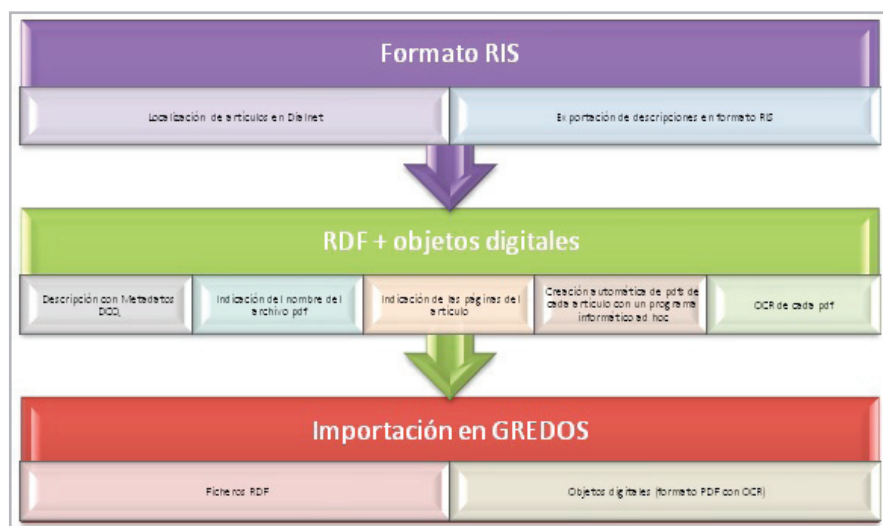 Formato RIS
Localización de artículos en Dialnet
Exportación de descripciones en formato RIS
RDF + objetos digitales
Descripción con Metadatos
DCQ,
Indicación del nombre del
archivo pdf
Indicación de las páginas del
artículo
Creación automática de pdfs de
cada artículo con un programa
informático ad hoc
OCR de cada pdf
Importación en GREDOS
Ficheros RDF
Objetos digitales (formato PDF con OCR)